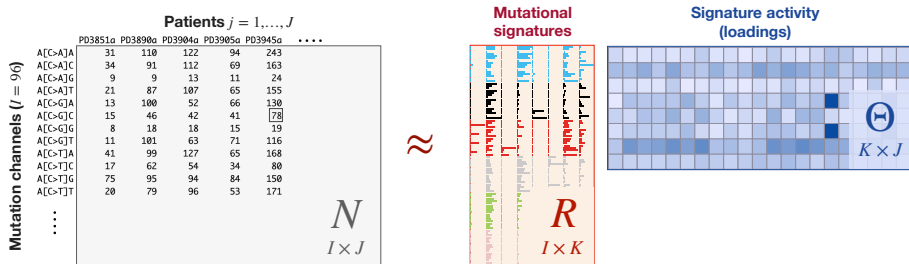 Patients j = 1,…, J
PD3851a PD3890a PD3904a PD3905a PD3945a ....
Mutation channels (I = 96)
A[C>A]A 31 110 122 94 243
A[C>A]C 34 91 112 69 163
A[C>A]G 9 9 13 11 24
A[C>A]T 21 87 107 65 155
A[C>G]A 13 100 52 66 130
A[C>G]C 15 46 42 41 78
A[C>G]G 8 18 18 15 19
A[C>G]T 11 101 63 71 116
A[C>T]A 41 99 127 65 168
A[C>T]C 17 62 54 34 80
A[C>T]G 75 95 94 84 150
A[C>T]T 20 79 96 53 171
N
I × J
≈
Mutational
signatures
R
I × K
Signature activity
(loadings)
Θ
K × J